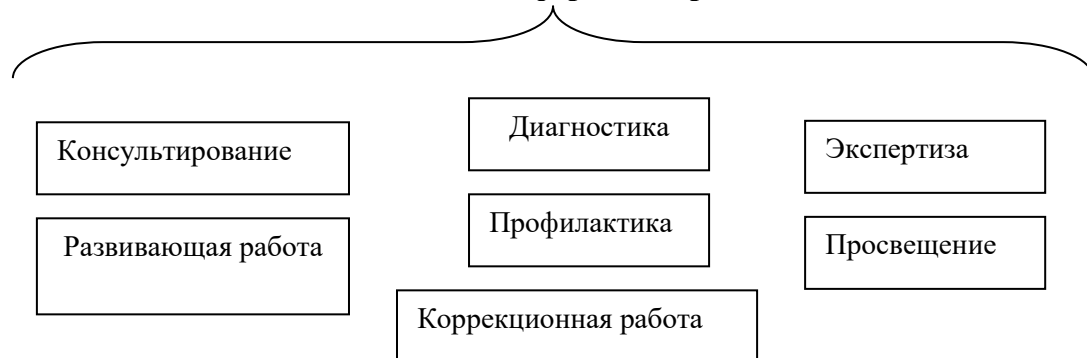 Консультирование
Развивающая работа
Диагностика
Профилактика
Коррекционная работа
Экспертиза
Просвещение